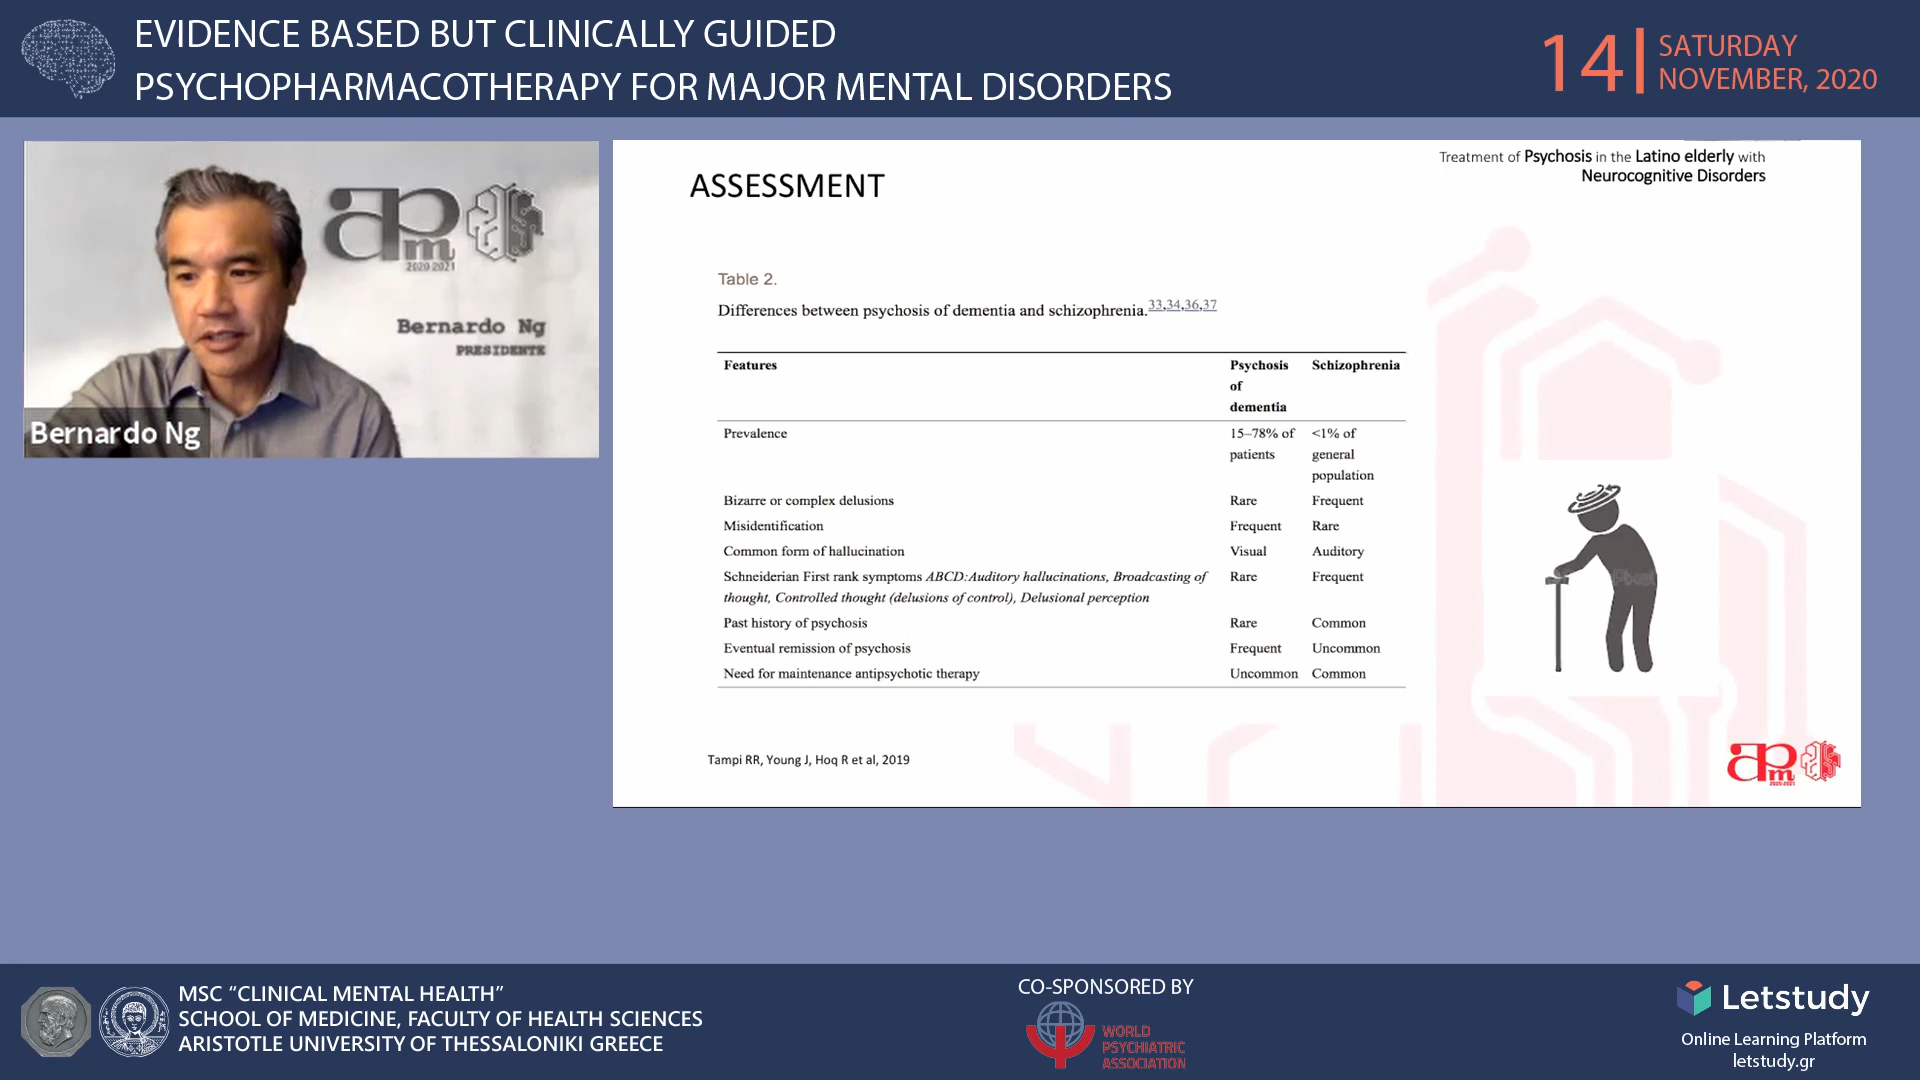 EVIDENCE BASED BUT CLINICALLY GUIDED
PSYCHOPHARMACOTHERAPY FOR MAJOR MENTAL DISORDERS
14
SATURDAY
NOVEMBER, 2020
apm
2020-2021
Bernardo Ng
PRESIDENTE
Bernardo Ng
Treatment of Psychosis in the Latino elderly with
Neurocognitive Disorders
ASSESSMENT
Table 2.
Differences between psychosis of dementia and schizophrenia.33,34,36,37
Features
Psychosis
of
dementia
Schizophrenia
Prevalence
15–78% of
patients
<1% of
general
population
Bizarre or complex delusions Rare Frequent
Misidentification Frequent Rare
Common form of hallucination Visual Auditory
Schneiderian First rank symptoms ABCD:Auditory hallucinations, Broadcasting of Rare Frequent
thought, Controlled thought (delusions of control), Delusional perception
Past history of psychosis Rare Common
Eventual remission of psychosis Frequent Uncommon
Need for maintenance antipsychotic therapy Uncommon Common
Tampi RR, Young J, Hoq R et al, 2019
apm
2020-2021
MSC “CLINICAL MENTAL HEALTH”
SCHOOL OF MEDICINE, FACULTY OF HEALTH SCIENCES
ARISTOTLE UNIVERSITY OF THESSALONIKI GREECE
CO-SPONSORED BY
WORLD
PSYCHIATRIC
ASSOCIATION
Letstudy
Online Learning Platform
letstudy.gr